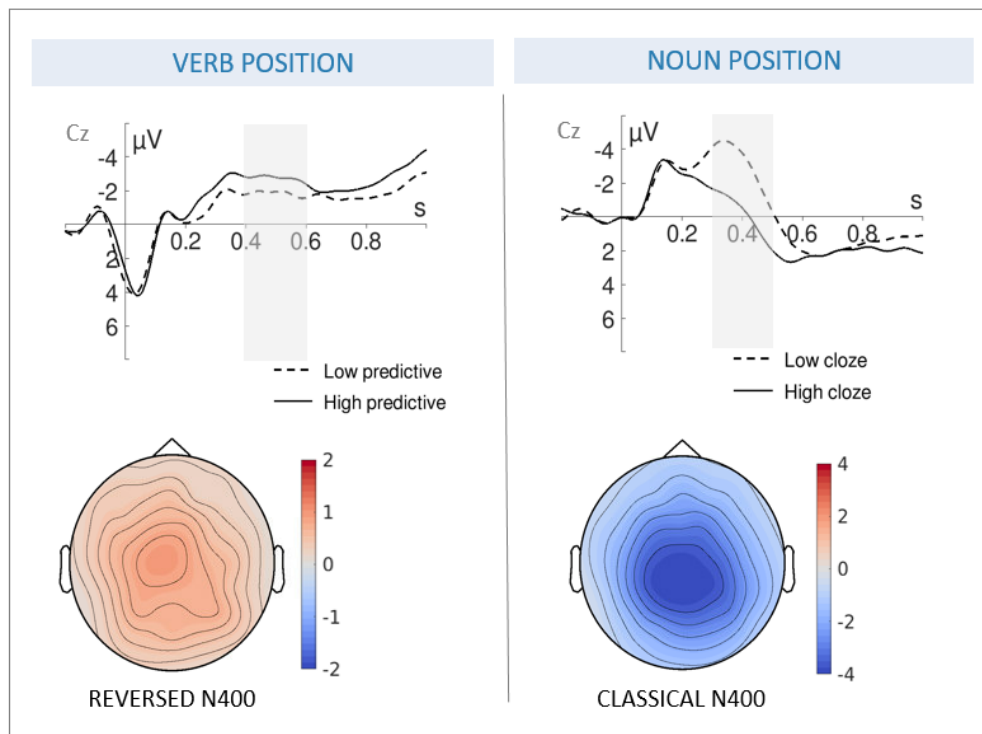 VERB POSITION
Cz
µV
-4
-2
s
0.2
0.4
0.6
0.8
2
4
6
Low predictive
High predictive
2
1
0
-1
-2
REVERSED N400
NOUN POSITION
Cz
µV
-4
-2
s
0.2
0.4
0.6
0.8
2
4
6
Low cloze
High cloze
4
2
0
-2
-4
CLASSICAL N400